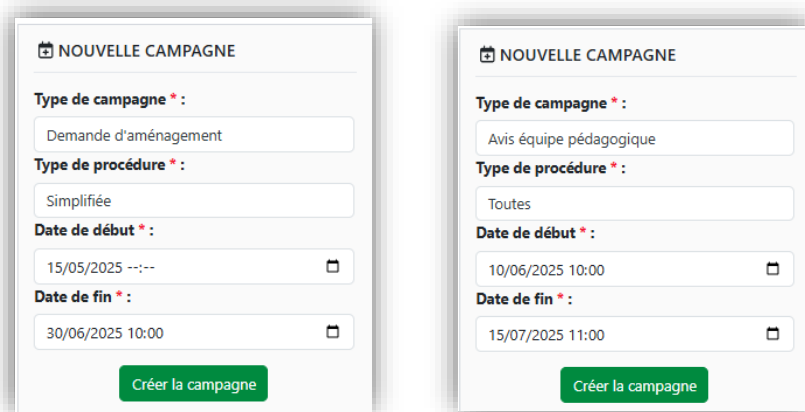 NOUVELLE CAMPAGNE
Type de campagne * :
Demande d'aménagement
Type de procédure * :
Simplifiée
Date de début * :
15/05/2025 --:--
Date de fin * :
30/06/2025 10:00
Créer la campagne
NOUVELLE CAMPAGNE
Type de campagne * :
Avis équipe pédagogique
Type de procédure * :
Toutes
Date de début * :
10/06/2025 10:00
Date de fin * :
15/07/2025 11:00
Créer la campagne